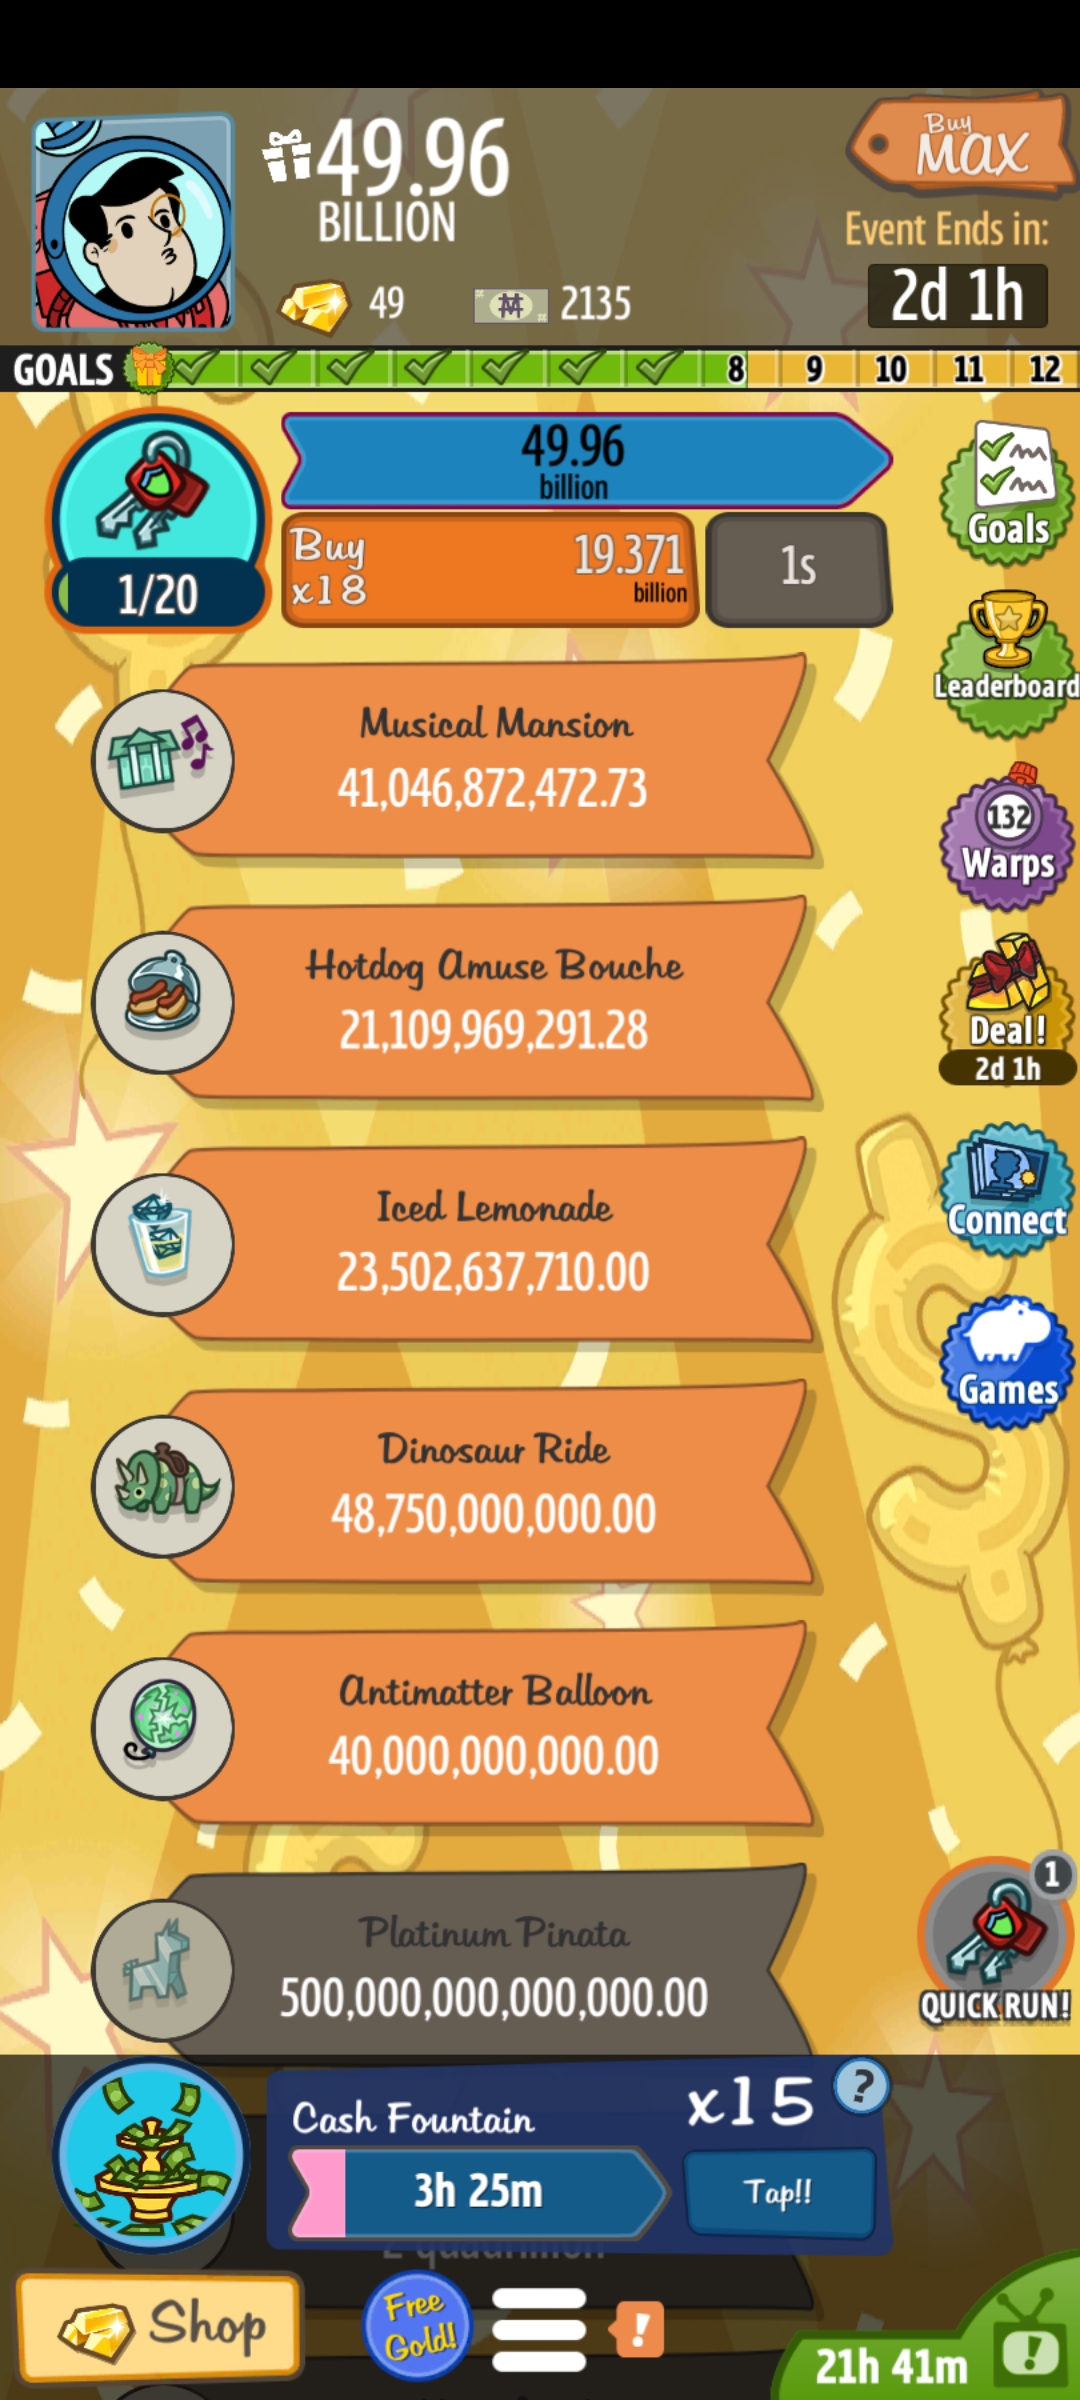 49.96
BILLION
Buy
MAX
Event Ends in:
2d 1h
49
2135
GOALS
8 9 10 11 12
49.96
billion
1/20
Buy
x18
19.371
billion
1s
Goals
Leaderboard
Musical Mansion
41,046,872,472.73
132
Warps
Hotdog Amuse Bouche
21,109,969,291.28
Deal!
2d 1h
Iced Lemonade
23,502,637,710.00
Connect
Games
Dinosaur Ride
48,750,000,000.00
Antimatter Balloon
40,000,000,000.00
1
QUICK RUN!
Platinum Pinata
500,000,000,000,000.00
Cash Fountain
x15
?
3h 25m
Tap!!
Shop
Free
Gold!
!
21h 41m
!